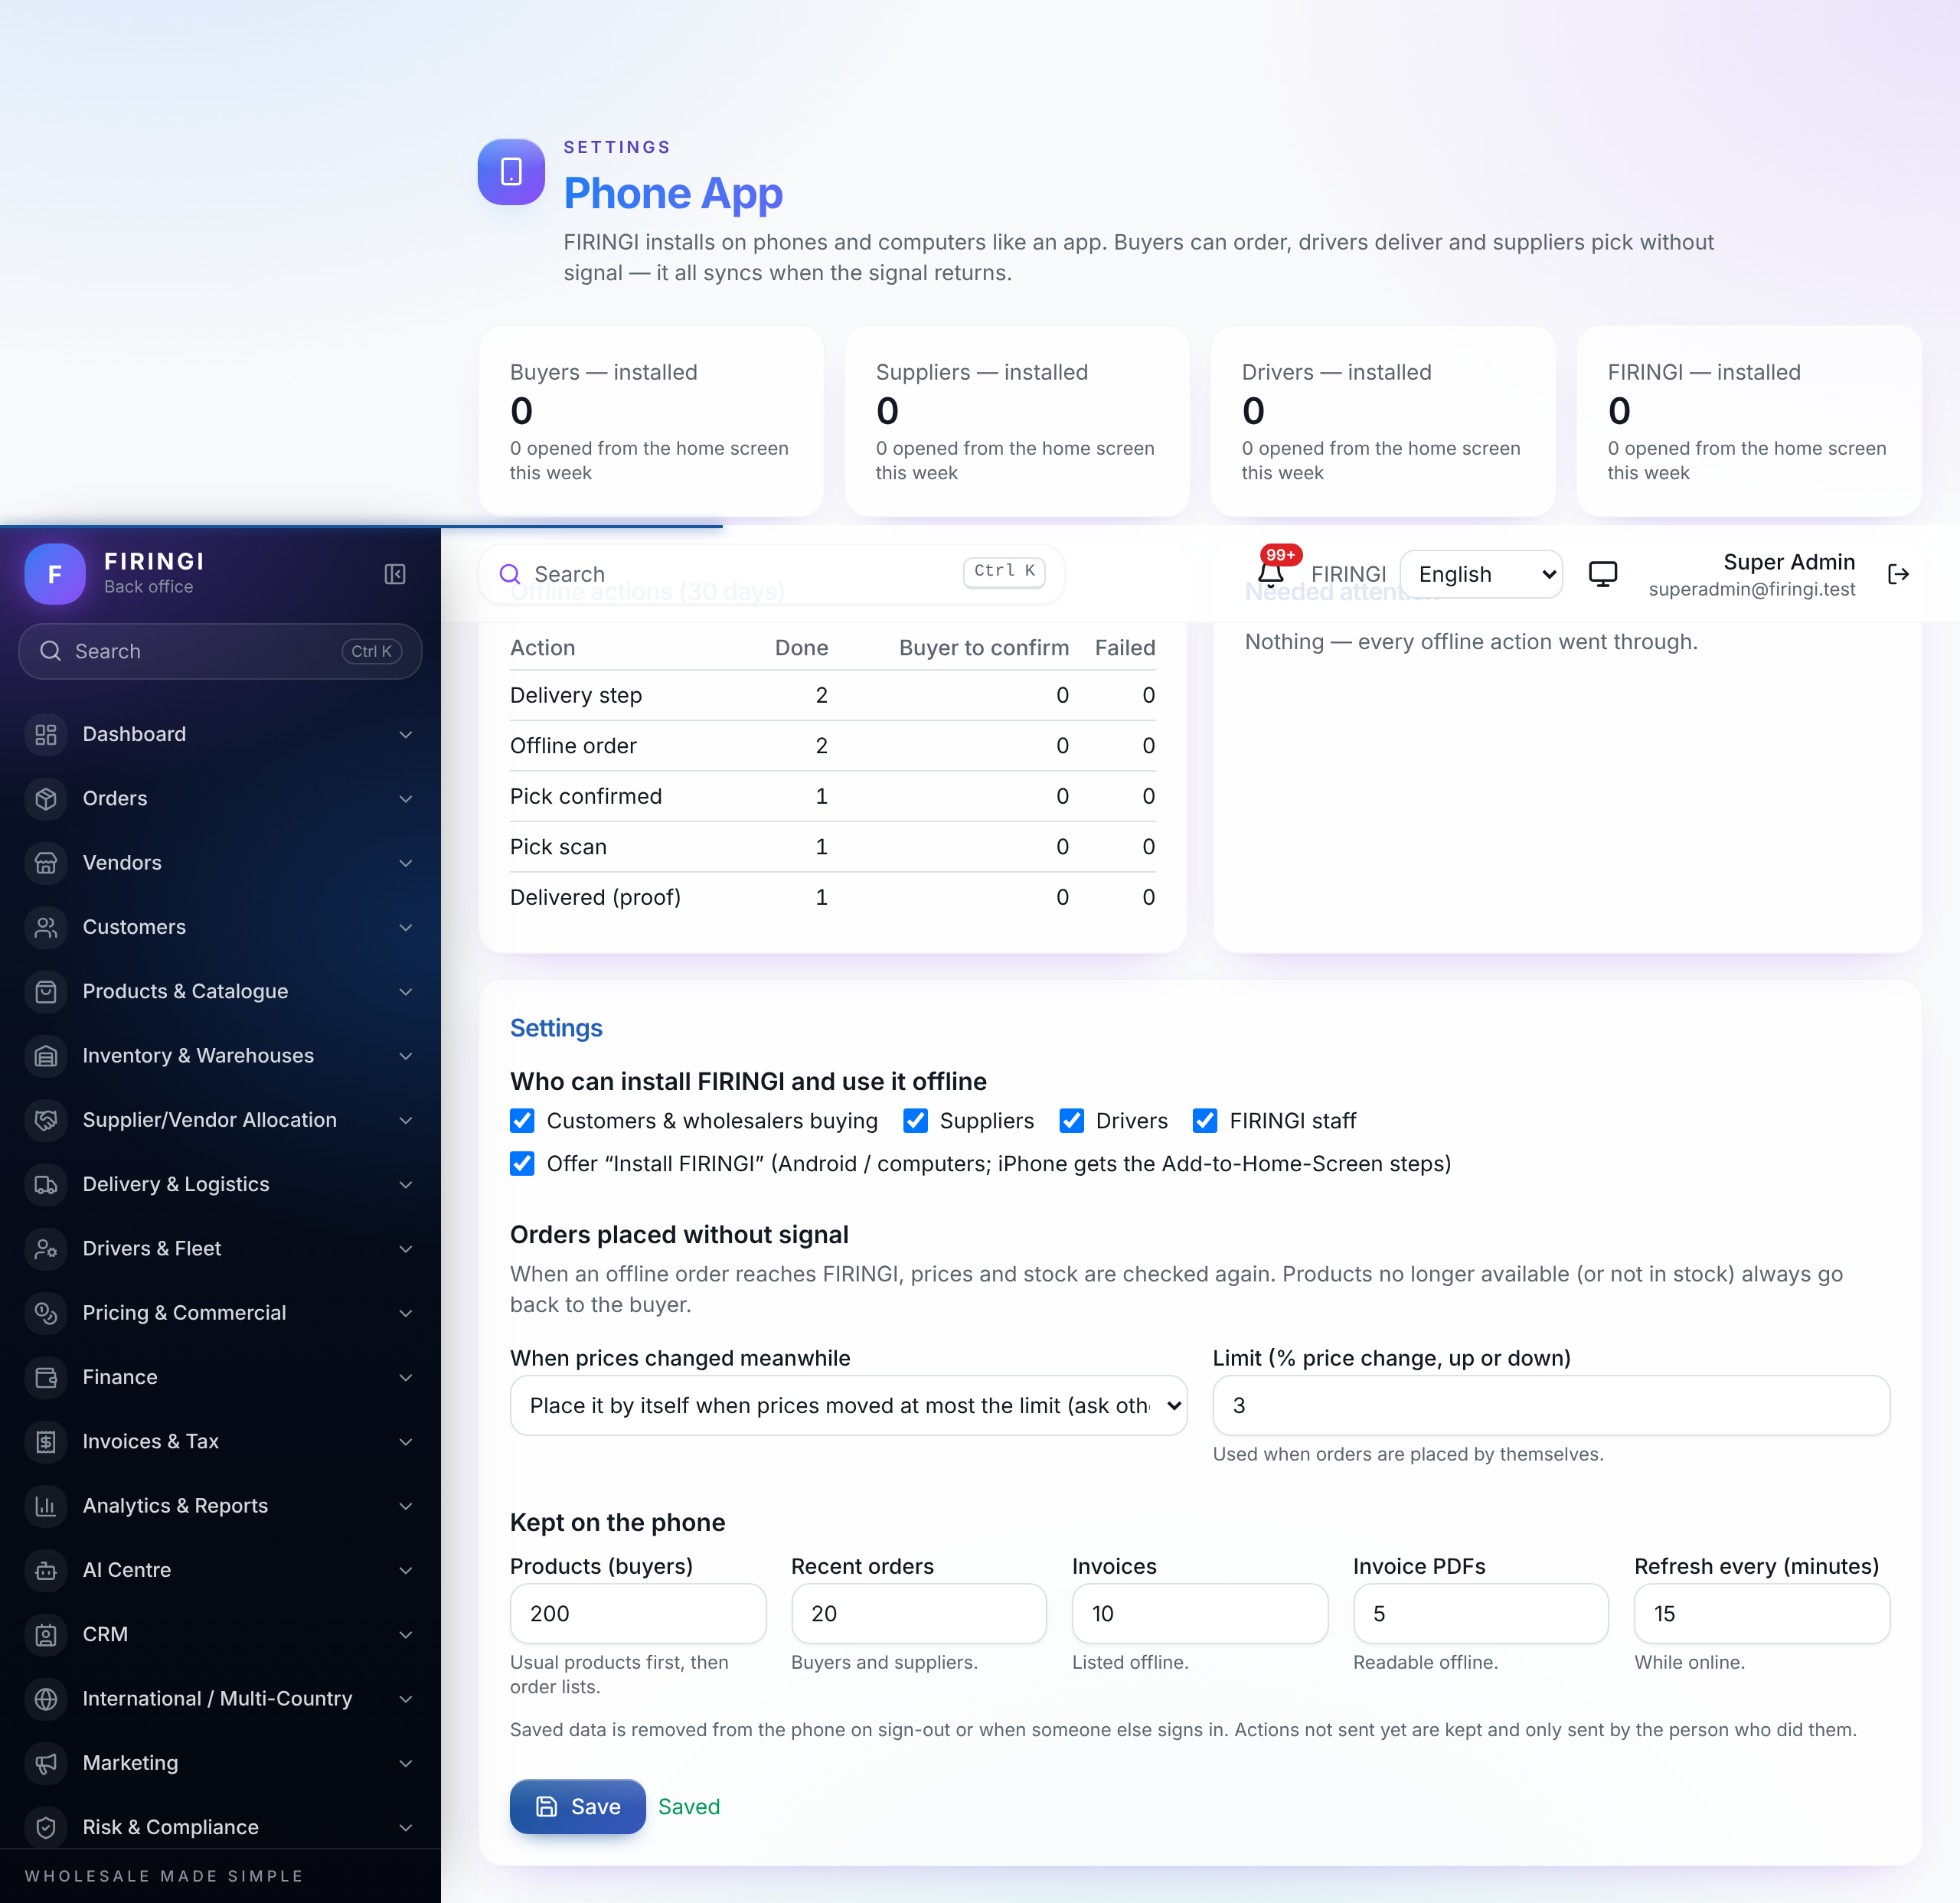 SETTINGS
Phone App
FIRINGI installs on phones and computers like an app. Buyers can order, drivers deliver and suppliers pick without
signal — it all syncs when the signal returns.
Buyers — installed
0
0 opened from the home screen
this week
Suppliers — installed
0
0 opened from the home screen
this week
Drivers — installed
0
0 opened from the home screen
this week
FIRINGI — installed
0
0 opened from the home screen
this week
F
FIRINGI
Back office
Search
Ctrl K
Dashboard
Orders
Vendors
Customers
Products & Catalogue
Inventory & Warehouses
Supplier/Vendor Allocation
Delivery & Logistics
Drivers & Fleet
Pricing & Commercial
Finance
Invoices & Tax
Analytics & Reports
AI Centre
CRM
International / Multi-Country
Marketing
Risk & Compliance
WHOLESALE MADE SIMPLE
Search
Ctrl K
99+
FIRINGI
English
Super Admin
superadmin@firingi.test
Offline actions (30 days)
Action Done Buyer to confirm Failed
Delivery step 2 0 0
Offline order 2 0 0
Pick confirmed 1 0 0
Pick scan 1 0 0
Delivered (proof) 1 0 0
Needed attention
Nothing — every offline action went through.
Settings
Who can install FIRINGI and use it offline
Customers & wholesalers buying Suppliers Drivers FIRINGI staff
Offer “Install FIRINGI” (Android / computers; iPhone gets the Add-to-Home-Screen steps)
Orders placed without signal
When an offline order reaches FIRINGI, prices and stock are checked again. Products no longer available (or not in stock) always go
back to the buyer.
When prices changed meanwhile
Place it by itself when prices moved at most the limit (ask oth
Limit (% price change, up or down)
3
Used when orders are placed by themselves.
Kept on the phone
Products (buyers)
200
Usual products first, then
order lists.
Recent orders
20
Buyers and suppliers.
Invoices
10
Listed offline.
Invoice PDFs
5
Readable offline.
Refresh every (minutes)
15
While online.
Saved data is removed from the phone on sign-out or when someone else signs in. Actions not sent yet are kept and only sent by the person who did them.
Save
Saved